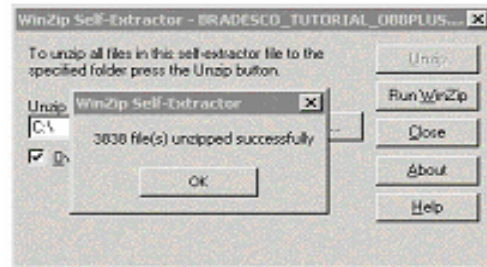 WinZip Self-Extractor - BRADESCO_TUTORIAL_OBBPLUS....
To unzip all files in this self-extractor file to the
specified folder press the Unzip button.
Unzip
Run WinZip
Unzip
WinZip Self-Extractor
C:\
3838 file(s) unzipped successfully
...
Close
OK
About
Help